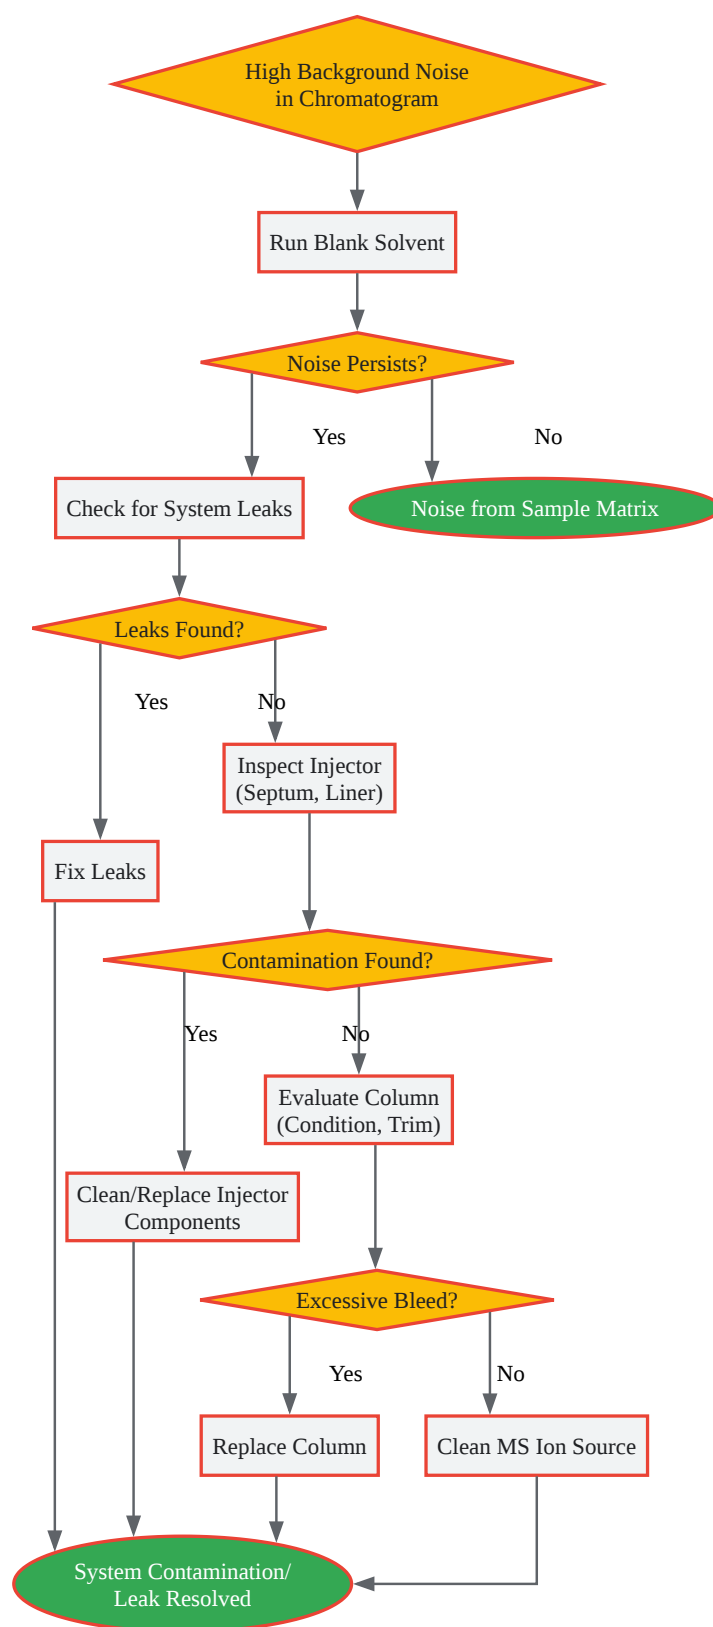 High Background Noise
in Chromatogram
Run Blank Solvent
Noise Persists?
Yes
No
Check for System Leaks
Noise from Sample Matrix
Leaks Found?
Yes
No
Inspect Injector
(Septum, Liner)
Fix Leaks
Contamination Found?
Yes
No
Evaluate Column
(Condition, Trim)
Clean/Replace Injector
Components
Excessive Bleed?
Yes
No
Replace Column
Clean MS Ion Source
System Contamination/
Leak Resolved